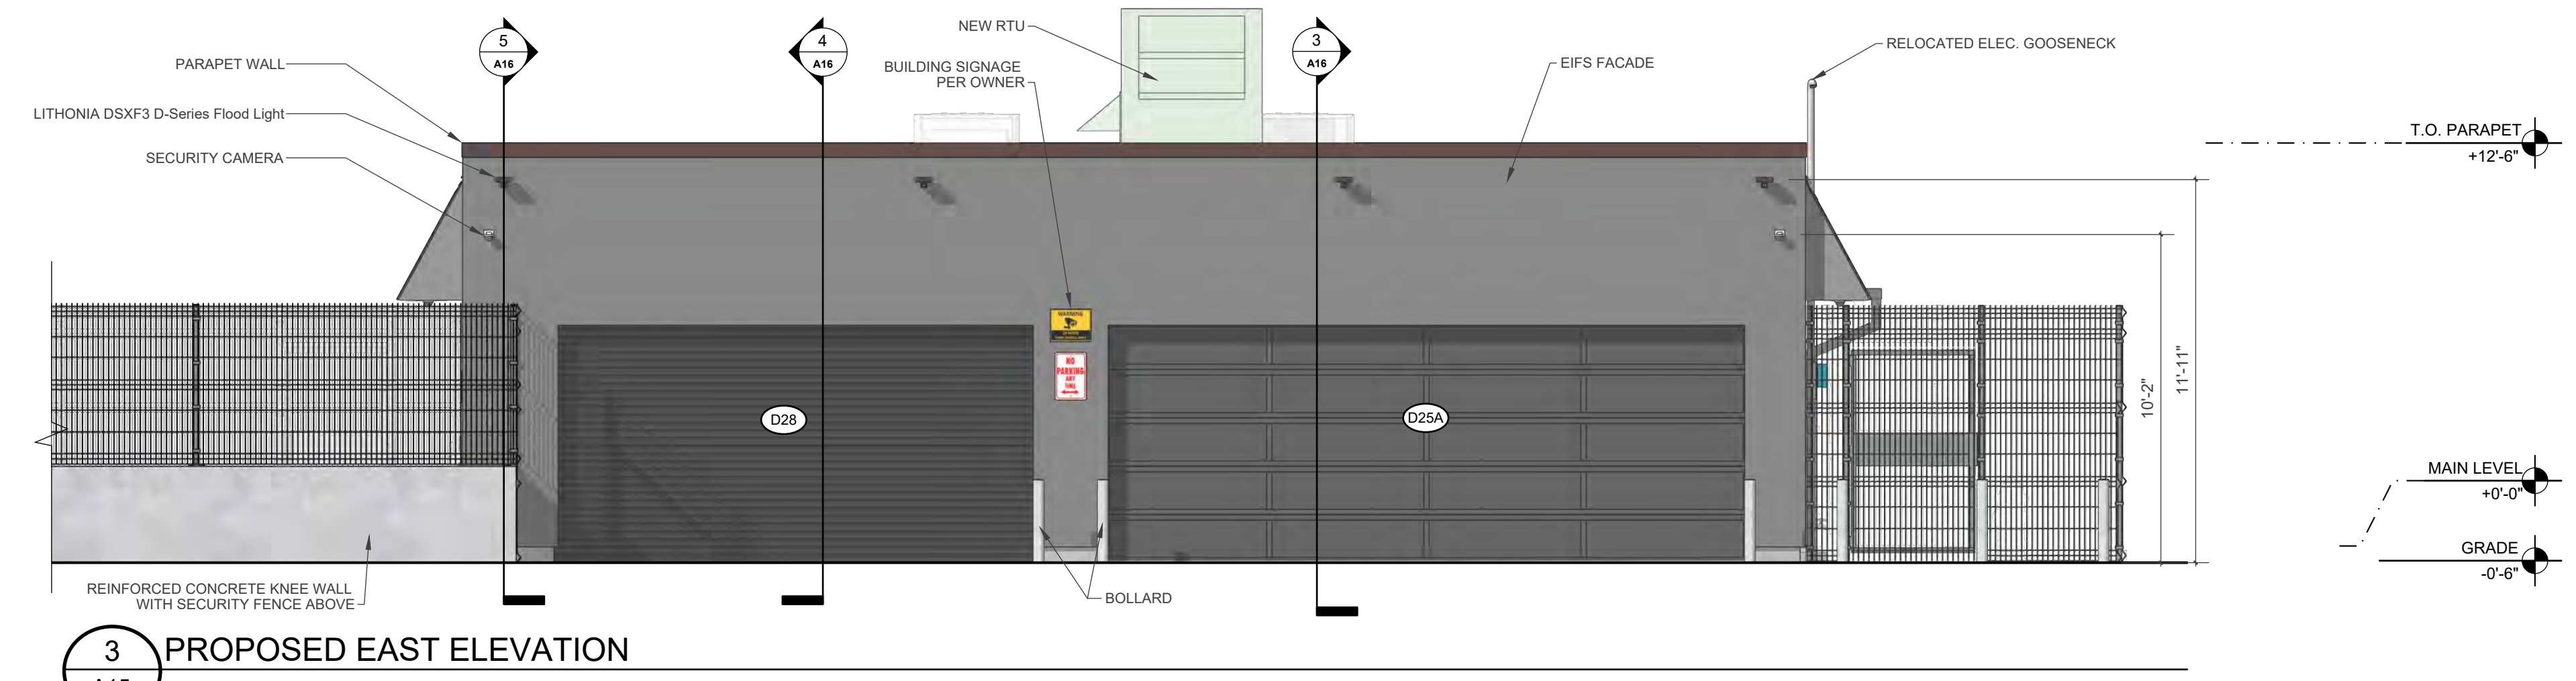 5
A16
4
A16
3
A16
NEW RTU
BUILDING SIGNAGE
PER OWNER
PARAPET WALL
LITHONIA DSXF3 D-Series Flood Light
SECURITY CAMERA
EIFS FACADE
RELOCATED ELEC. GOOSENECK
T.O. PARAPET
+12'-6"
WARNING
NO
PARKING
ANY
TIME
D28
D25A
10'-2"
11'-11"
MAIN LEVEL
+0'-0"
GRADE
-0'-6"
REINFORCED CONCRETE KNEE WALL
WITH SECURITY FENCE ABOVE
BOLLARD
3
PROPOSED EAST ELEVATION